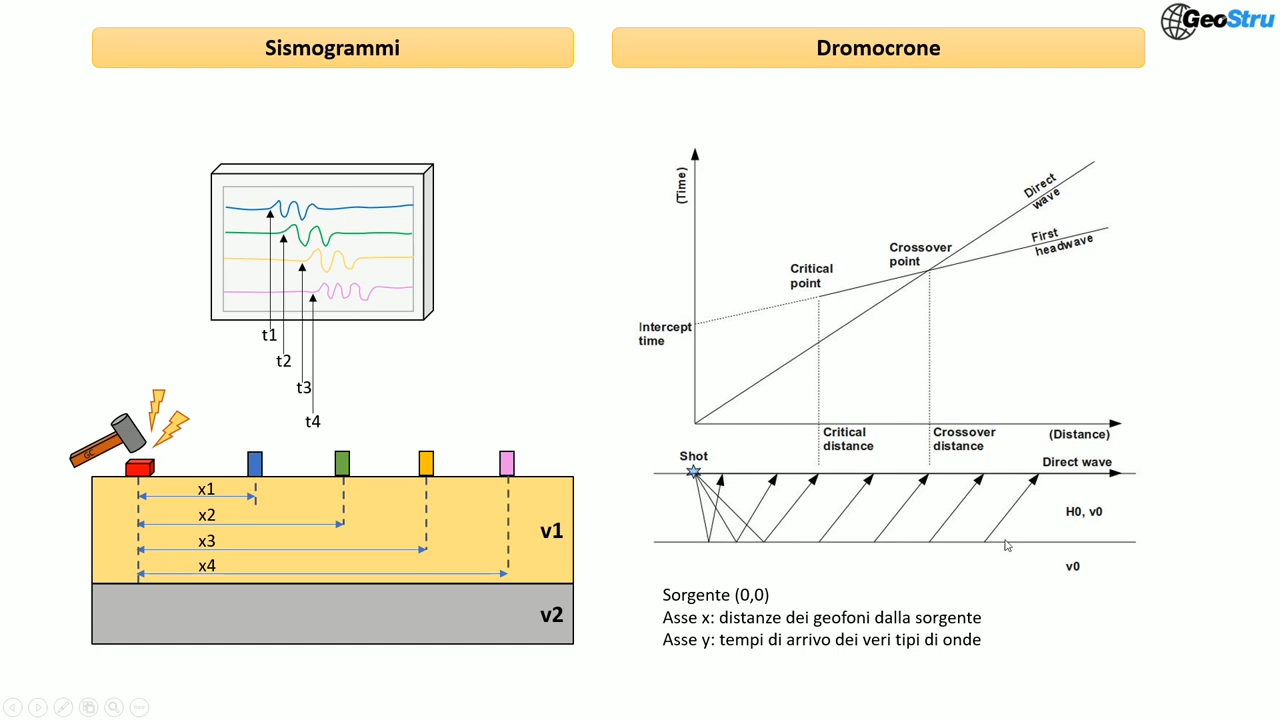 GeoStru
Sismogrammi
Dromocrone
t1
t2
t3
t4
x1
x2
x3
x4
v1
v2
(Time)
Direct
wave
First
headwave
Crossover
point
Critical
point
Intercept
time
Critical
distance
Crossover
distance
(Distance)
Shot
Direct wave
H0, v0
v0
Sorgente (0,0)
Asse x: distanze dei geofoni dalla sorgente
Asse y: tempi di arrivo dei veri tipi di onde